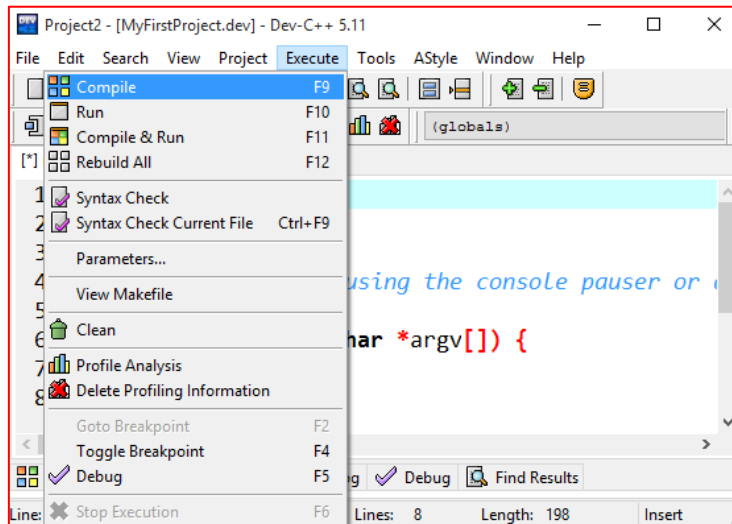 Project2 - [MyFirstProject.dev] - Dev-C++ 5.11
File Edit Search View Project Execute Tools AStyle Window Help
Compile F9
Run F10
Compile & Run F11
Rebuild All F12
Syntax Check
Syntax Check Current File Ctrl+F9
Parameters...
View Makefile
Clean
Profile Analysis
Delete Profiling Information
Goto Breakpoint F2
Toggle Breakpoint F4
Debug F5
Stop Execution F6
(globals)
[*]
1
2
3
4 using the console pauser or
5
6 har *argv[]) {
7
8
g Debug Find Results
Line: Lines: 8 Length: 198 Insert